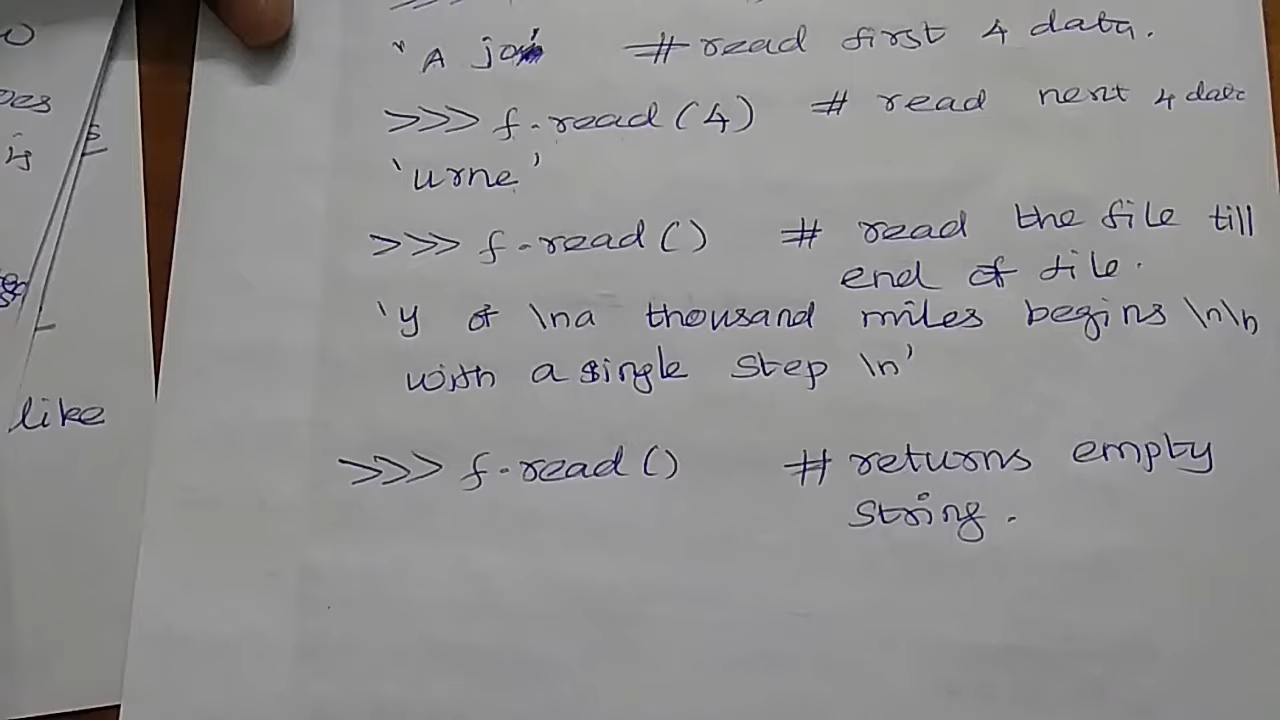 'A jo # read first 4 data.
>>> f.read(4) # read next 4 data
'urne'
>>> f.read() # read the file till
end of file.
'y of \na thousand miles begins \n\n
with a single step \n'
like
>>> f.read() # returns empty
string.